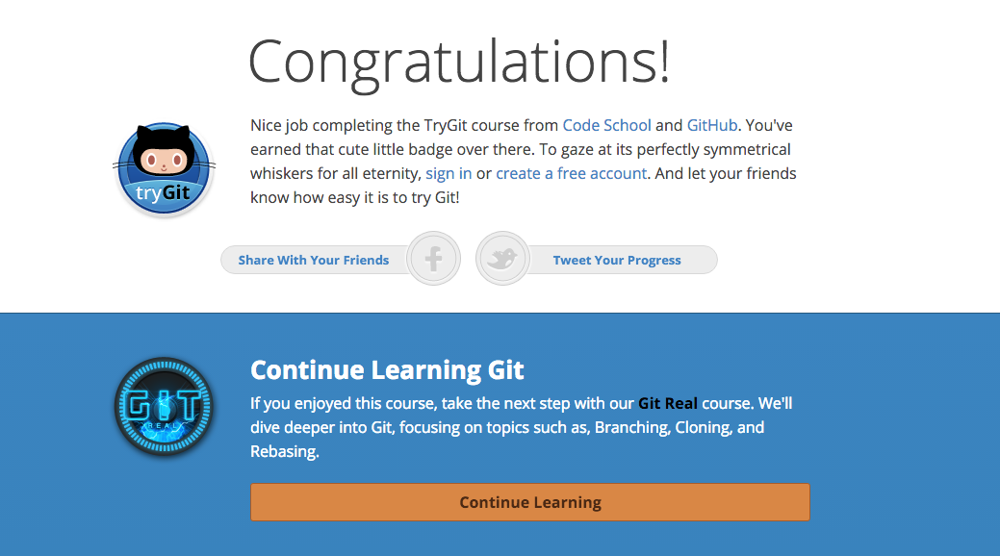 Congratulations!
Nice job completing the TryGit course from Code School and GitHub. You've
earned that cute little badge over there. To gaze at its perfectly symmetrical
whiskers for all eternity, sign in or create a free account. And let your friends
know how easy it is to try Git!
tryGit
Share With Your Friends
Tweet Your Progress
Continue Learning Git
If you enjoyed this course, take the next step with our Git Real course. We'll
dive deeper into Git, focusing on topics such as, Branching, Cloning, and
Rebasing.
GIT
REAL
Continue Learning